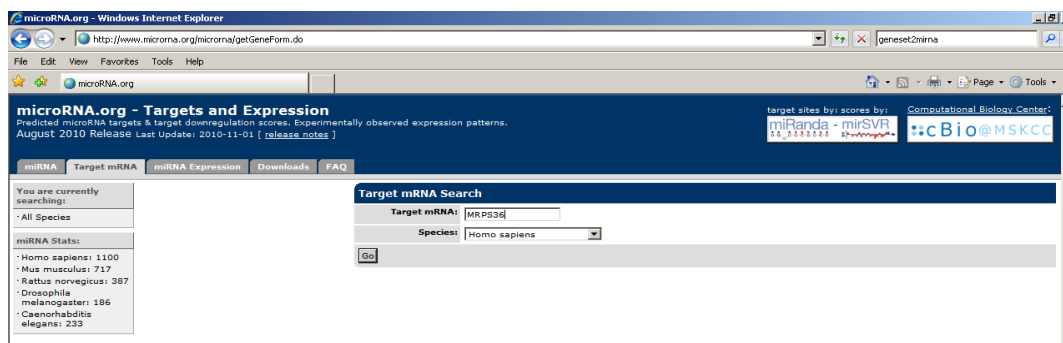 microRNA.org - Windows Internet Explorer
http://www.microrna.org/microrna/getGeneForm.do
geneset2mirna
File Edit View Favorites Tools Help
microRNA.org
Page Tools
microRNA.org - Targets and Expression
Predicted microRNA targets & target downregulation scores. Experimentally observed expression patterns.
August 2010 Release Last Update: 2010-11-01 [ release notes ]
target sites by: scores by:
miRanda - mirSVR
Computational Biology Center:
::cBio@MSKCC
miRNA Target mRNA miRNA Expression Downloads FAQ
You are currently
searching:
· All Species
miRNA Stats:
· Homo sapiens: 1100
· Mus musculus: 717
· Rattus norvegicus: 387
· Drosophila
melanogaster: 186
· Caenorhabditis
elegans: 233
Target mRNA Search
Target mRNA: MRPS36
Species: Homo sapiens
Go